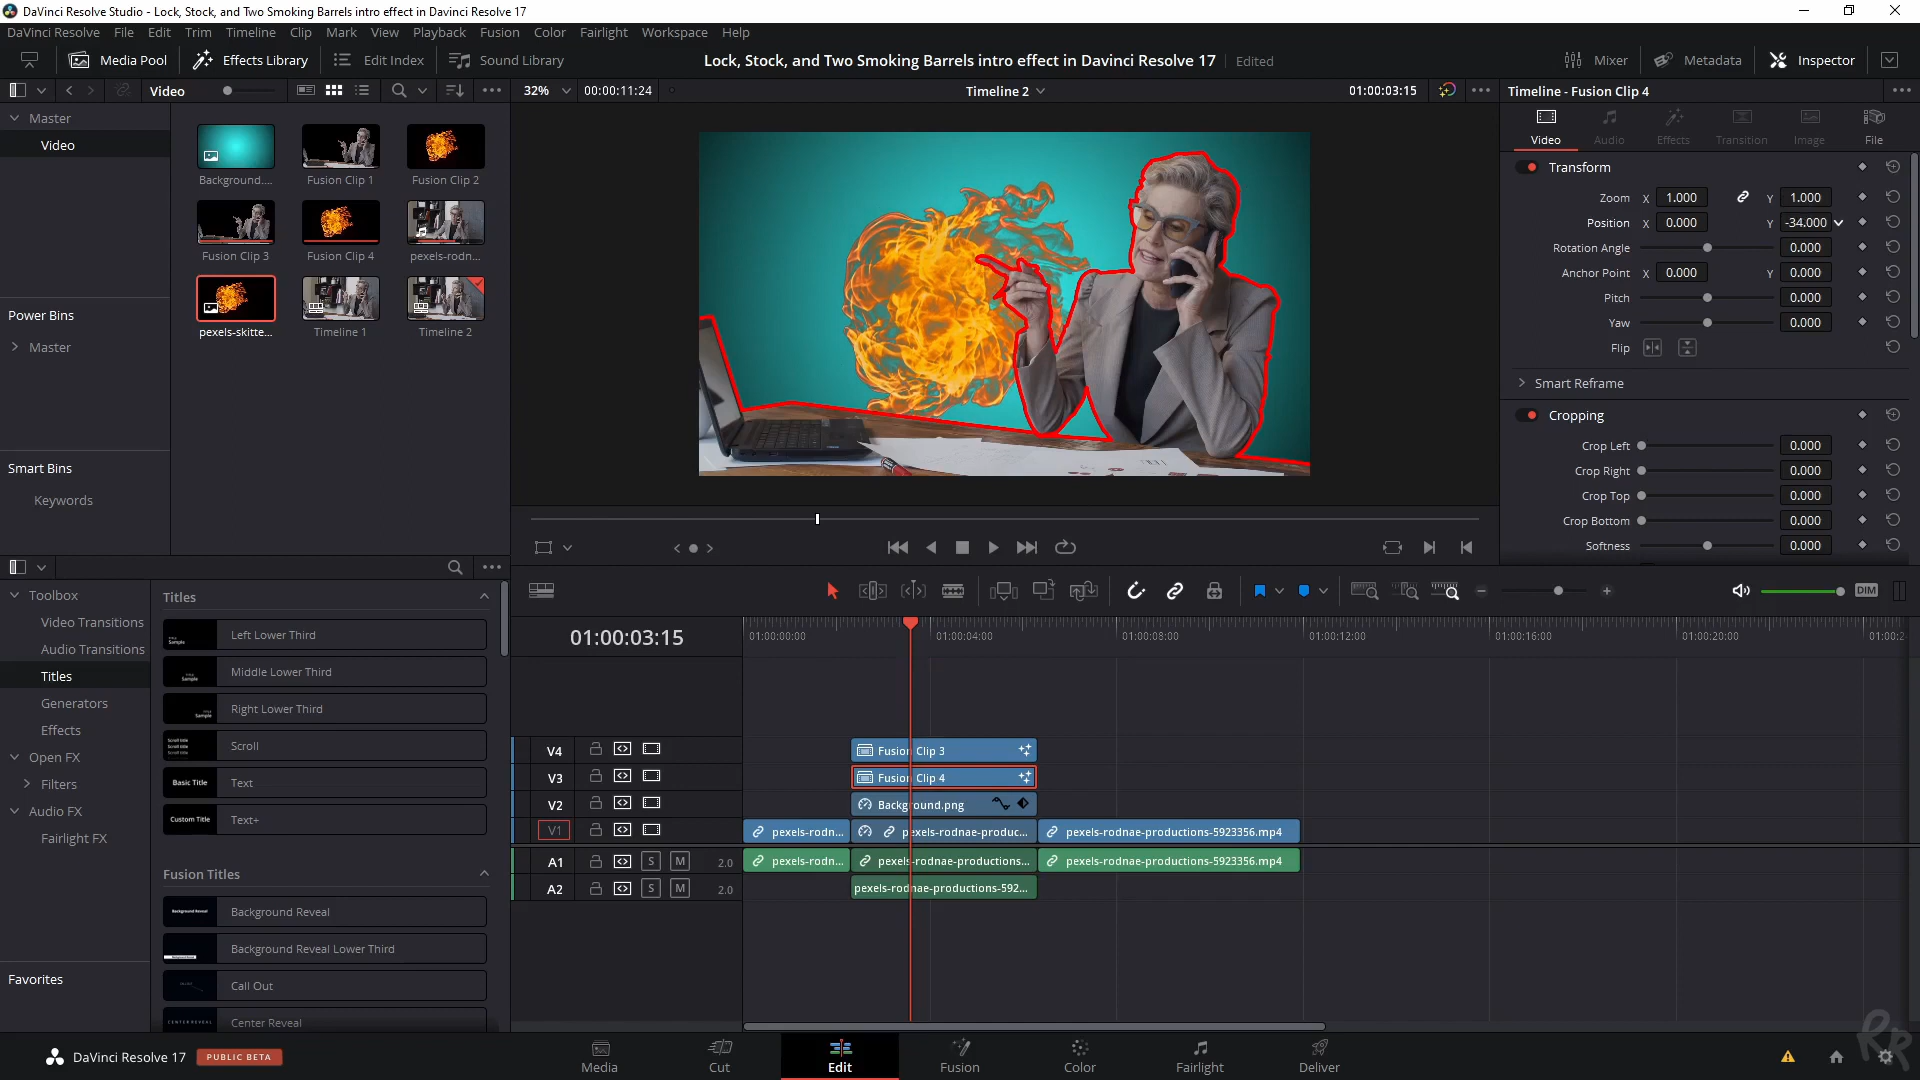 DaVinci Resolve Studio - Lock, Stock, and Two Smoking Barrels intro effect in Davinci Resolve 17
DaVinci Resolve File Edit Trim Timeline Clip Mark View Playback Fusion Color Fairlight Workspace Help
Media Pool Effects Library Edit Index Sound Library Lock, Stock, and Two Smoking Barrels intro effect in Davinci Resolve 17 Edited Mixer Metadata Inspector
Video 32% 00:00:11:24 Timeline 2 01:00:03:15 Timeline - Fusion Clip 4
Master
Video
Power Bins
Master
Smart Bins
Keywords
Background.... Fusion Clip 1 Fusion Clip 2
Fusion Clip 3 Fusion Clip 4 pexels-rodn...
pexels-skitte... Timeline 1 Timeline 2
Video Audio Effects Transition Image File
Transform
Zoom X 1.000 Y 1.000
Position X 0.000 Y -34.000
Rotation Angle 0.000
Anchor Point X 0.000 Y 0.000
Pitch 0.000
Yaw 0.000
Flip
Smart Reframe
Cropping
Crop Left 0.000
Crop Right 0.000
Crop Top 0.000
Crop Bottom 0.000
Softness 0.000
Toolbox
Video Transitions
Audio Transitions
Titles
Generators
Effects
Open FX
Filters
Audio FX
Fairlight FX
Favorites
Titles
Left Lower Third
Middle Lower Third
Right Lower Third
Scroll
Basic Title Text
Custom Title Text+
Fusion Titles
Background Reveal Background Reveal
Background Reveal Lower Third
Call Out
CENTER REVEAL Center Reveal
DIM
01:00:03:15 01:00:00:00 01:00:04:00 01:00:08:00 01:00:12:00 01:00:16:00 01:00:20:00 01:00:2
V4 Fusion Clip 3
V3 Fusion Clip 4
V2 Background.png
V1 pexels-rodn... pexels-rodnae-produc... pexels-rodnae-productions-5923356.mp4
A1 S M 2.0 pexels-rodn... pexels-rodnae-productions... pexels-rodnae-productions-5923356.mp4
A2 S M 2.0 pexels-rodnae-productions-592...
DaVinci Resolve 17 PUBLIC BETA Media Cut Edit Fusion Color Fairlight Deliver
RR